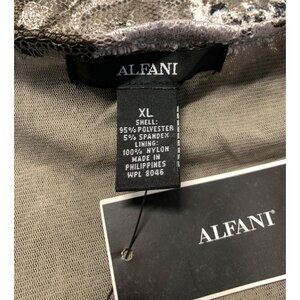 ALFANI
XL
SHELL:
95% POLYESTER
5% SPANDEX
LINING:
100% NYLON
MADE IN
PHILIPPINES
WPL 8046
ALFANI®